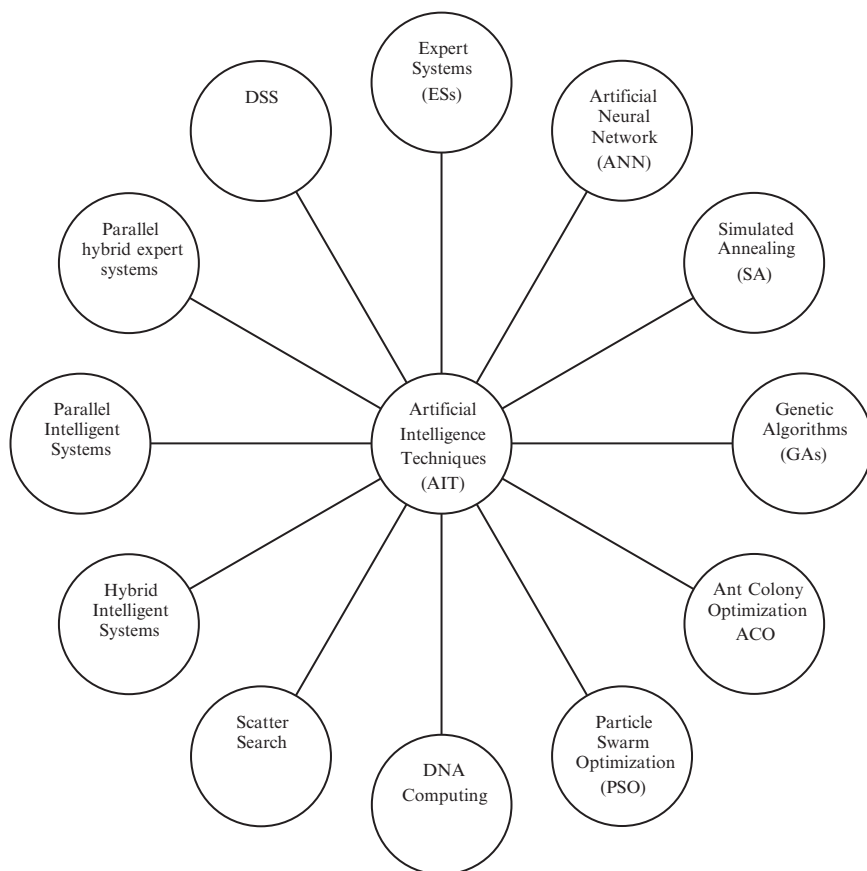 Expert
Systems
(ESs)
Artificial
Neural
Network
(ANN)
Simulated
Annealing
(SA)
Genetic
Algorithms
(GAs)
Ant Colony
Optimization
ACO
Particle
Swarm
Optimization
(PSO)
DNA
Computing
Scatter
Search
Hybrid
Intelligent
Systems
Parallel
Intelligent
Systems
Parallel
hybrid expert
systems
DSS
Artificial
Intelligence
Techniques
(AIT)